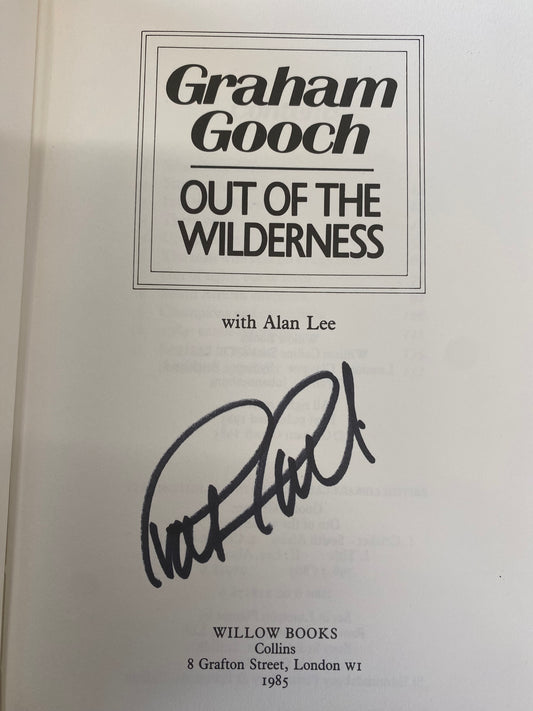 Graham
Gooch
OUT OF THE
WILDERNESS
with Alan Lee
WILLOW BOOKS
Collins
8 Grafton Street, London W1
1985